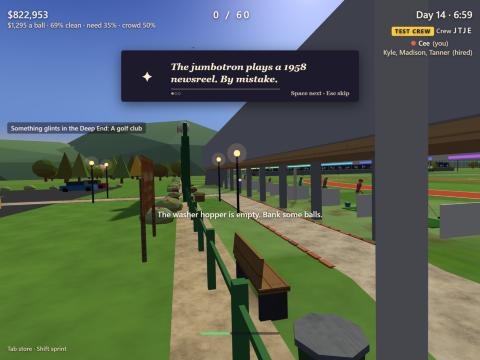 $822,953
$1,295 a ball · 69% clean · need 35% · crowd 50%
0 / 60
Day 14 · 6:59
TEST CREW Crew JTJE
Cee (you)
Kyle, Madison, Tanner (hired)
The jumbotron plays a 1958
newsreel. By mistake.
Space next · Esc skip
Something glints in the Deep End: A golf club
The washer hopper is empty. Bank some balls.
Tab store · Shift sprint